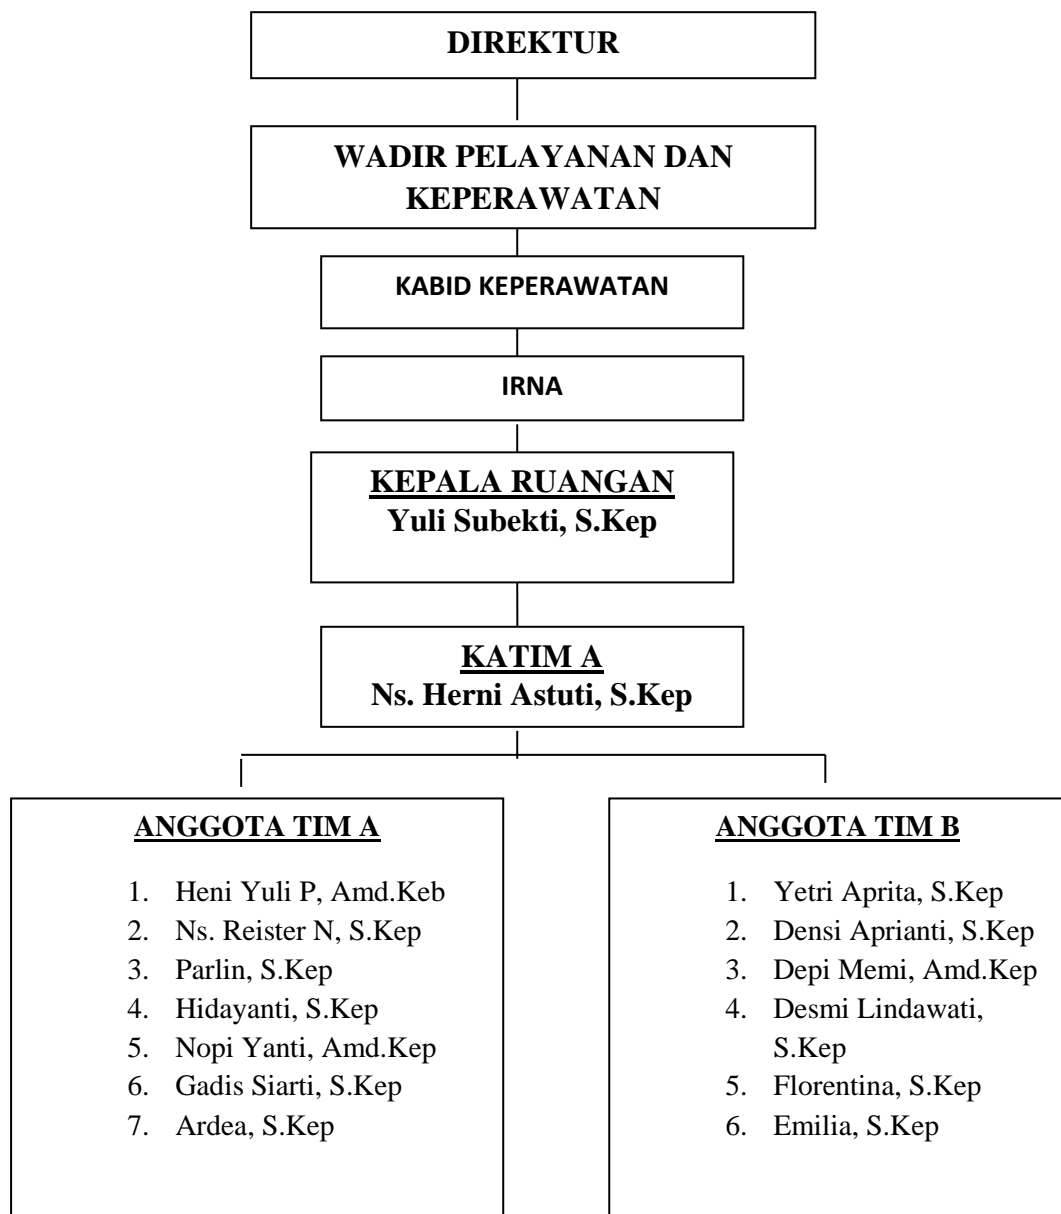 DIREKTUR
WADIR PELAYANAN DAN
KEPERAWATAN
KABID KEPERAWATAN
IRNA
KEPALA RUANGAN
Yuli Subekti, S.Kep
KATIM A
Ns. Herni Astuti, S.Kep
ANGGOTA TIM A
1. Heni Yuli P, Amd.Keb
2. Ns. Reister N, S.Kep
3. Parlin, S.Kep
4. Hidayanti, S.Kep
5. Nopi Yanti, Amd.Kep
6. Gadis Siarti, S.Kep
7. Ardea, S.Kep
ANGGOTA TIM B
1. Yetri Aprita, S.Kep
2. Densi Aprianti, S.Kep
3. Depi Memi, Amd.Kep
4. Desmi Lindawati,
S.Kep
5. Florentina, S.Kep
6. Emilia, S.Kep